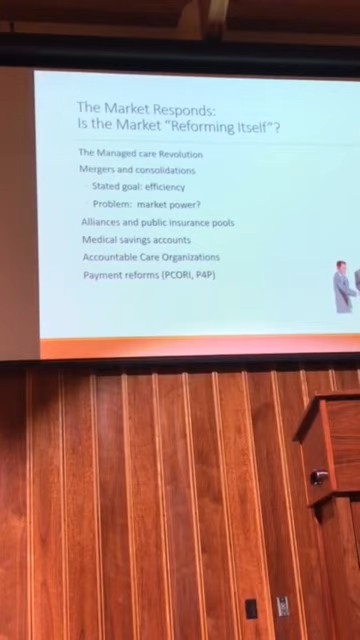 The Market Responds:
Is the Market "Reforming Itself"?
The Managed care Revolution
Mergers and consolidations
Stated goal: efficiency
Problem: market power?
Alliances and public insurance pools
Medical savings accounts
Accountable Care Organizations
Payment reforms (PCORI, P4P)